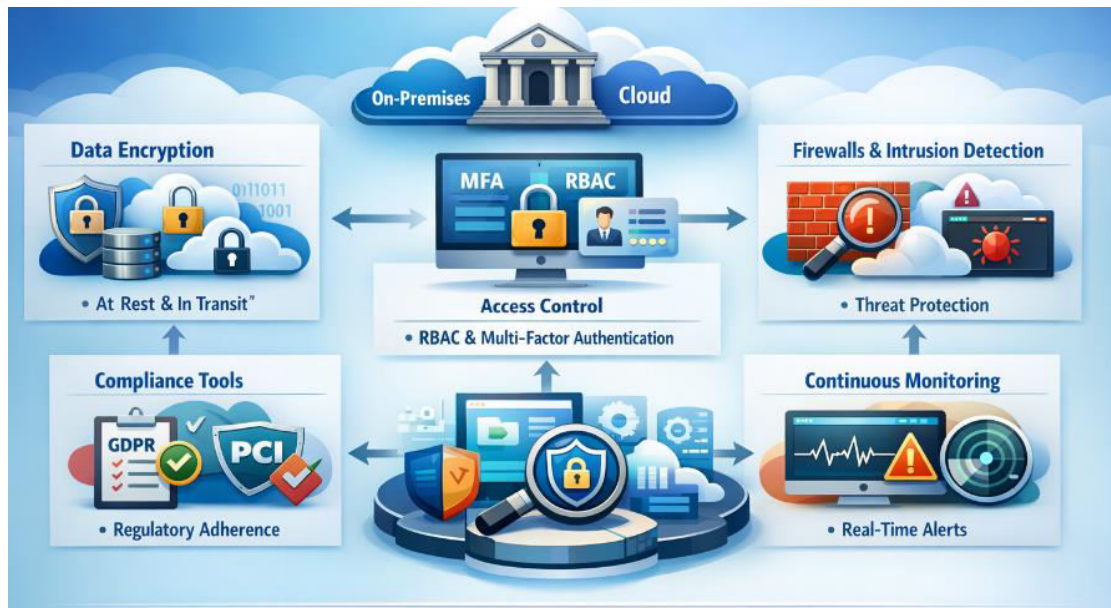 On-Premises
Cloud
Data Encryption
011011
1001
• At Rest & In Transit"
MFA
RBAC
Access Control
• RBAC & Multi-Factor Authentication
Firewalls & Intrusion Detection
!
!
• Threat Protection
Compliance Tools
GDPR
PCI
• Regulatory Adherence
Continuous Monitoring
!
• Real-Time Alerts